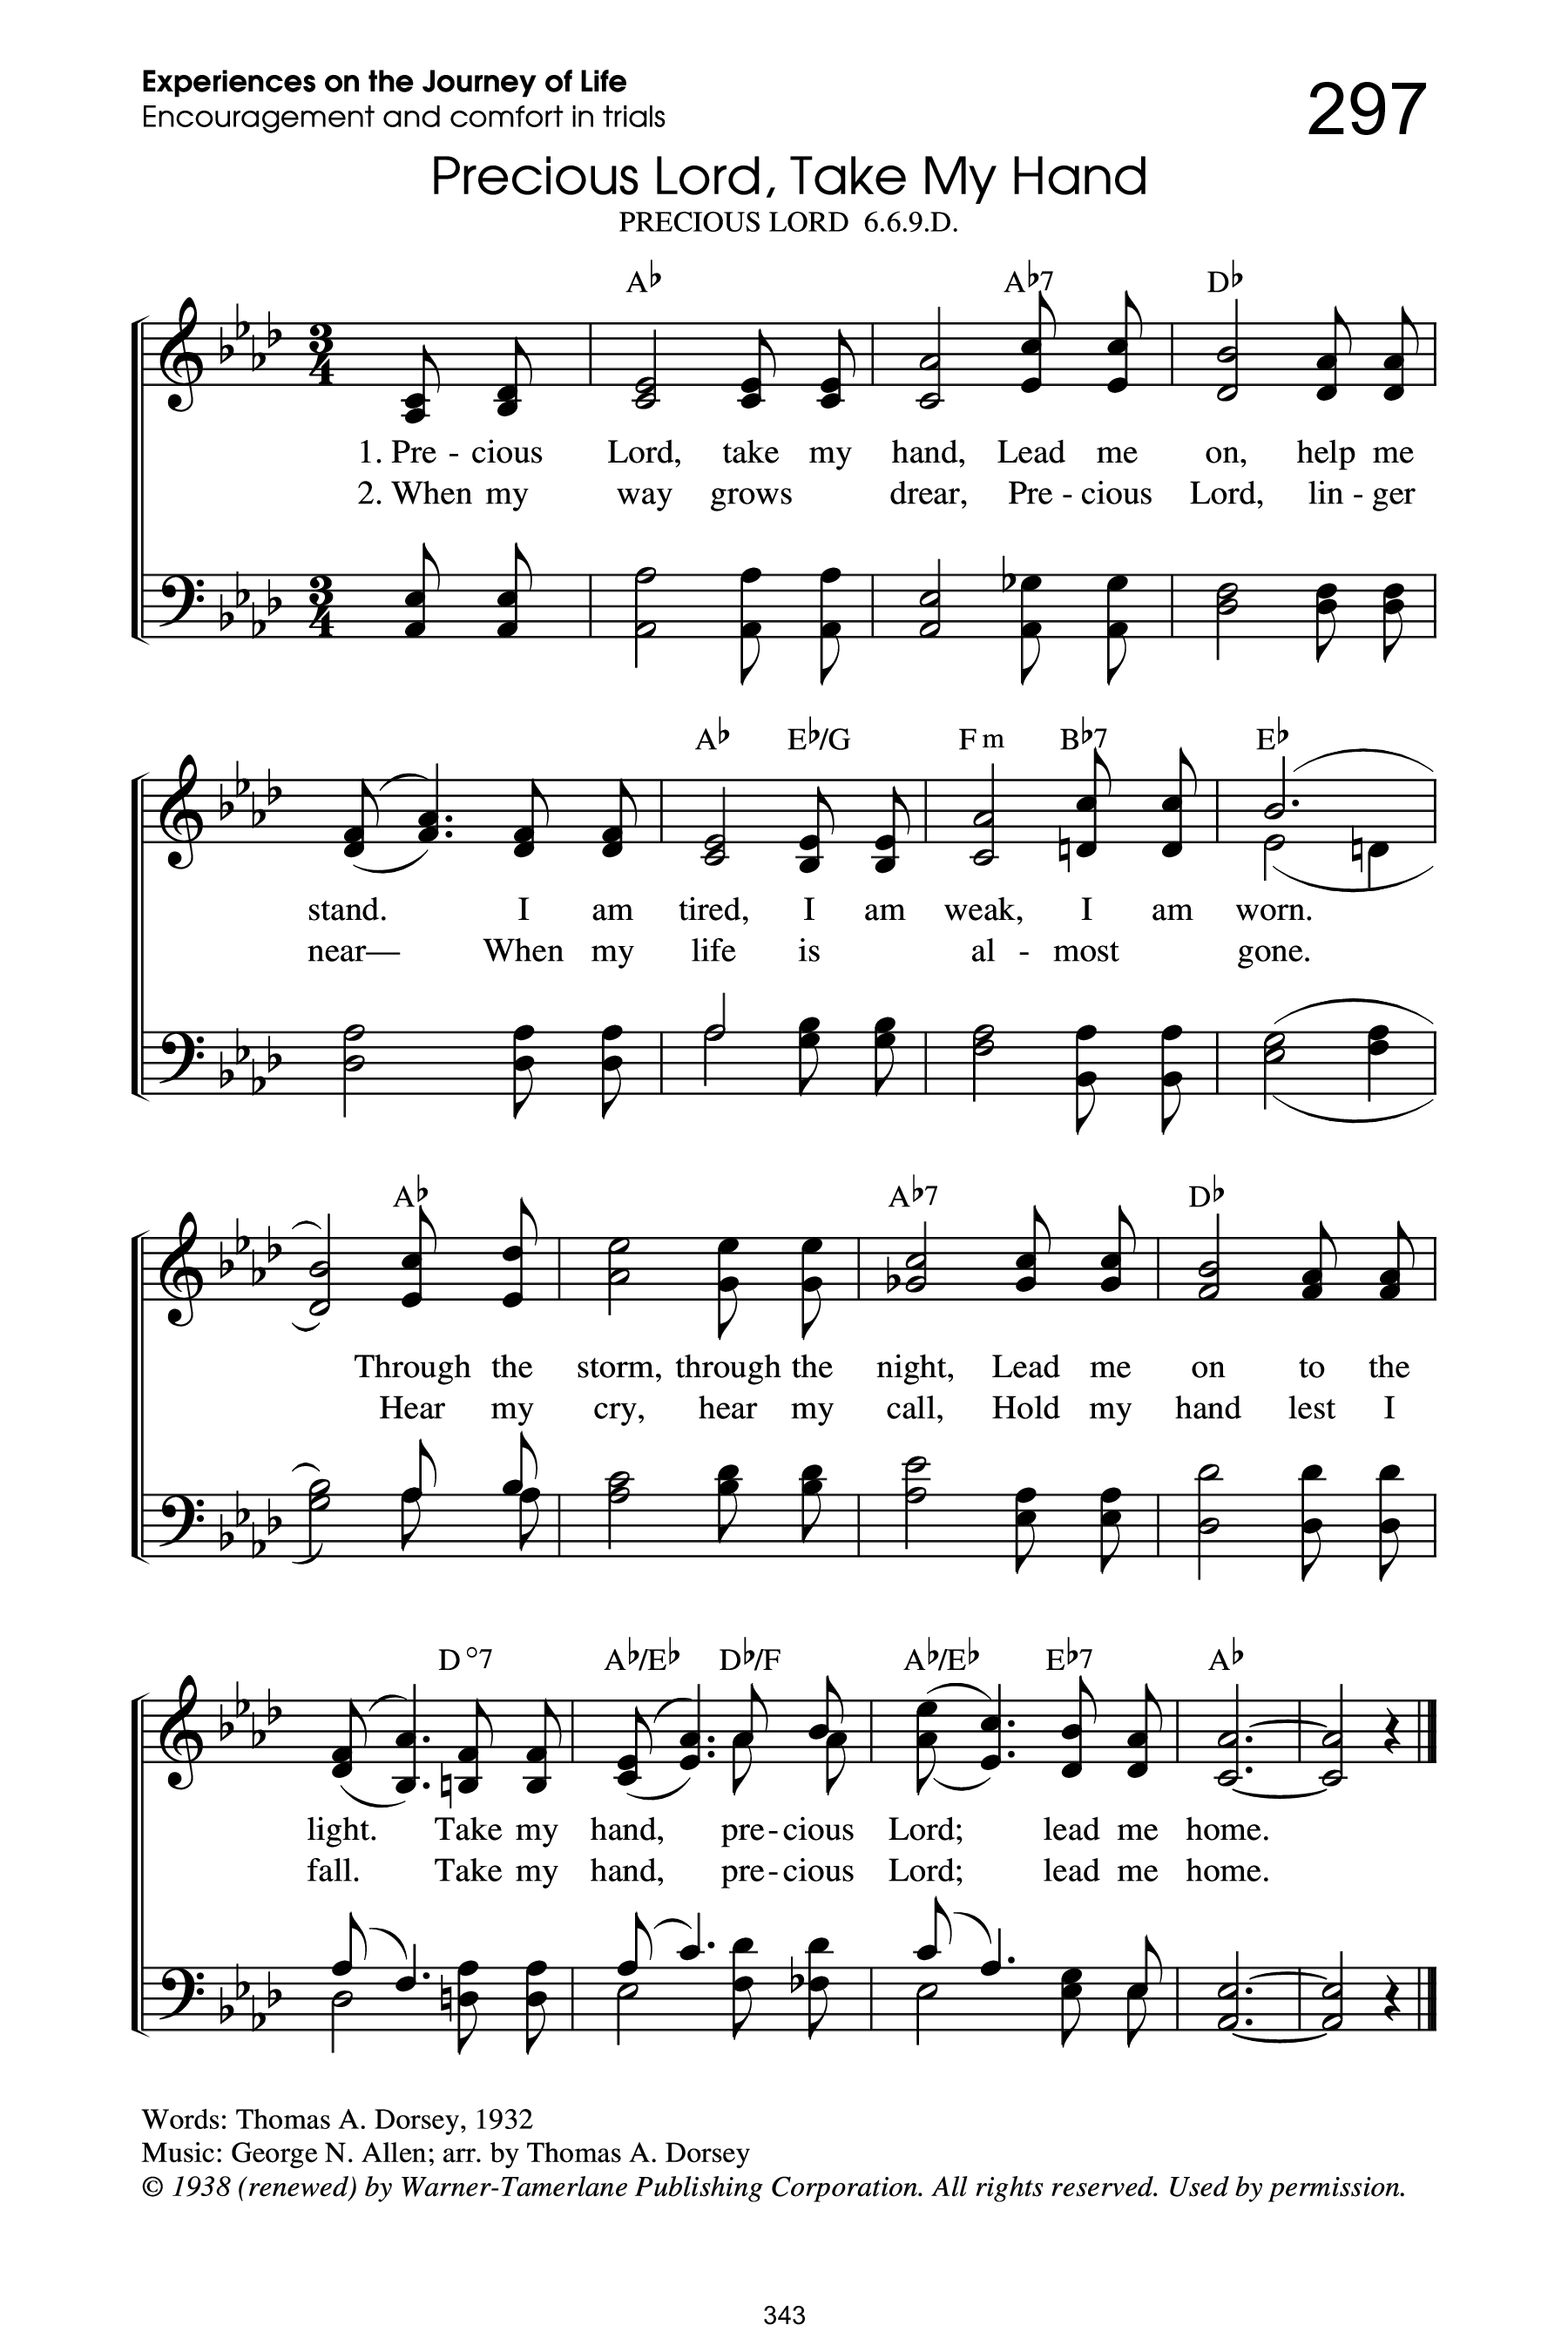 Experiences on the Journey of Life
Encouragement and comfort in trials
297
Precious Lord, Take My Hand
PRECIOUS LORD 6.6.9.D.
A♭ A♭7 D♭
1. Pre - cious Lord, take my hand, Lead me on, help me
2. When my way grows drear, Pre - cious Lord, lin - ger
A♭ E♭/G Fm B♭7 E♭
stand. I am tired, I am weak, I am worn.
near— When my life is al - most gone.
A♭ A♭7 D♭
Through the storm, through the night, Lead me on to the
Hear my cry, hear my call, Hold my hand lest I
D°7 A♭/E♭ D♭/F A♭/E♭ E♭7 A♭
light. Take my hand, pre - cious Lord; lead me home.
fall. Take my hand, pre - cious Lord; lead me home.
Words: Thomas A. Dorsey, 1932
Music: George N. Allen; arr. by Thomas A. Dorsey
© 1938 (renewed) by Warner-Tamerlane Publishing Corporation. All rights reserved. Used by permission.
343